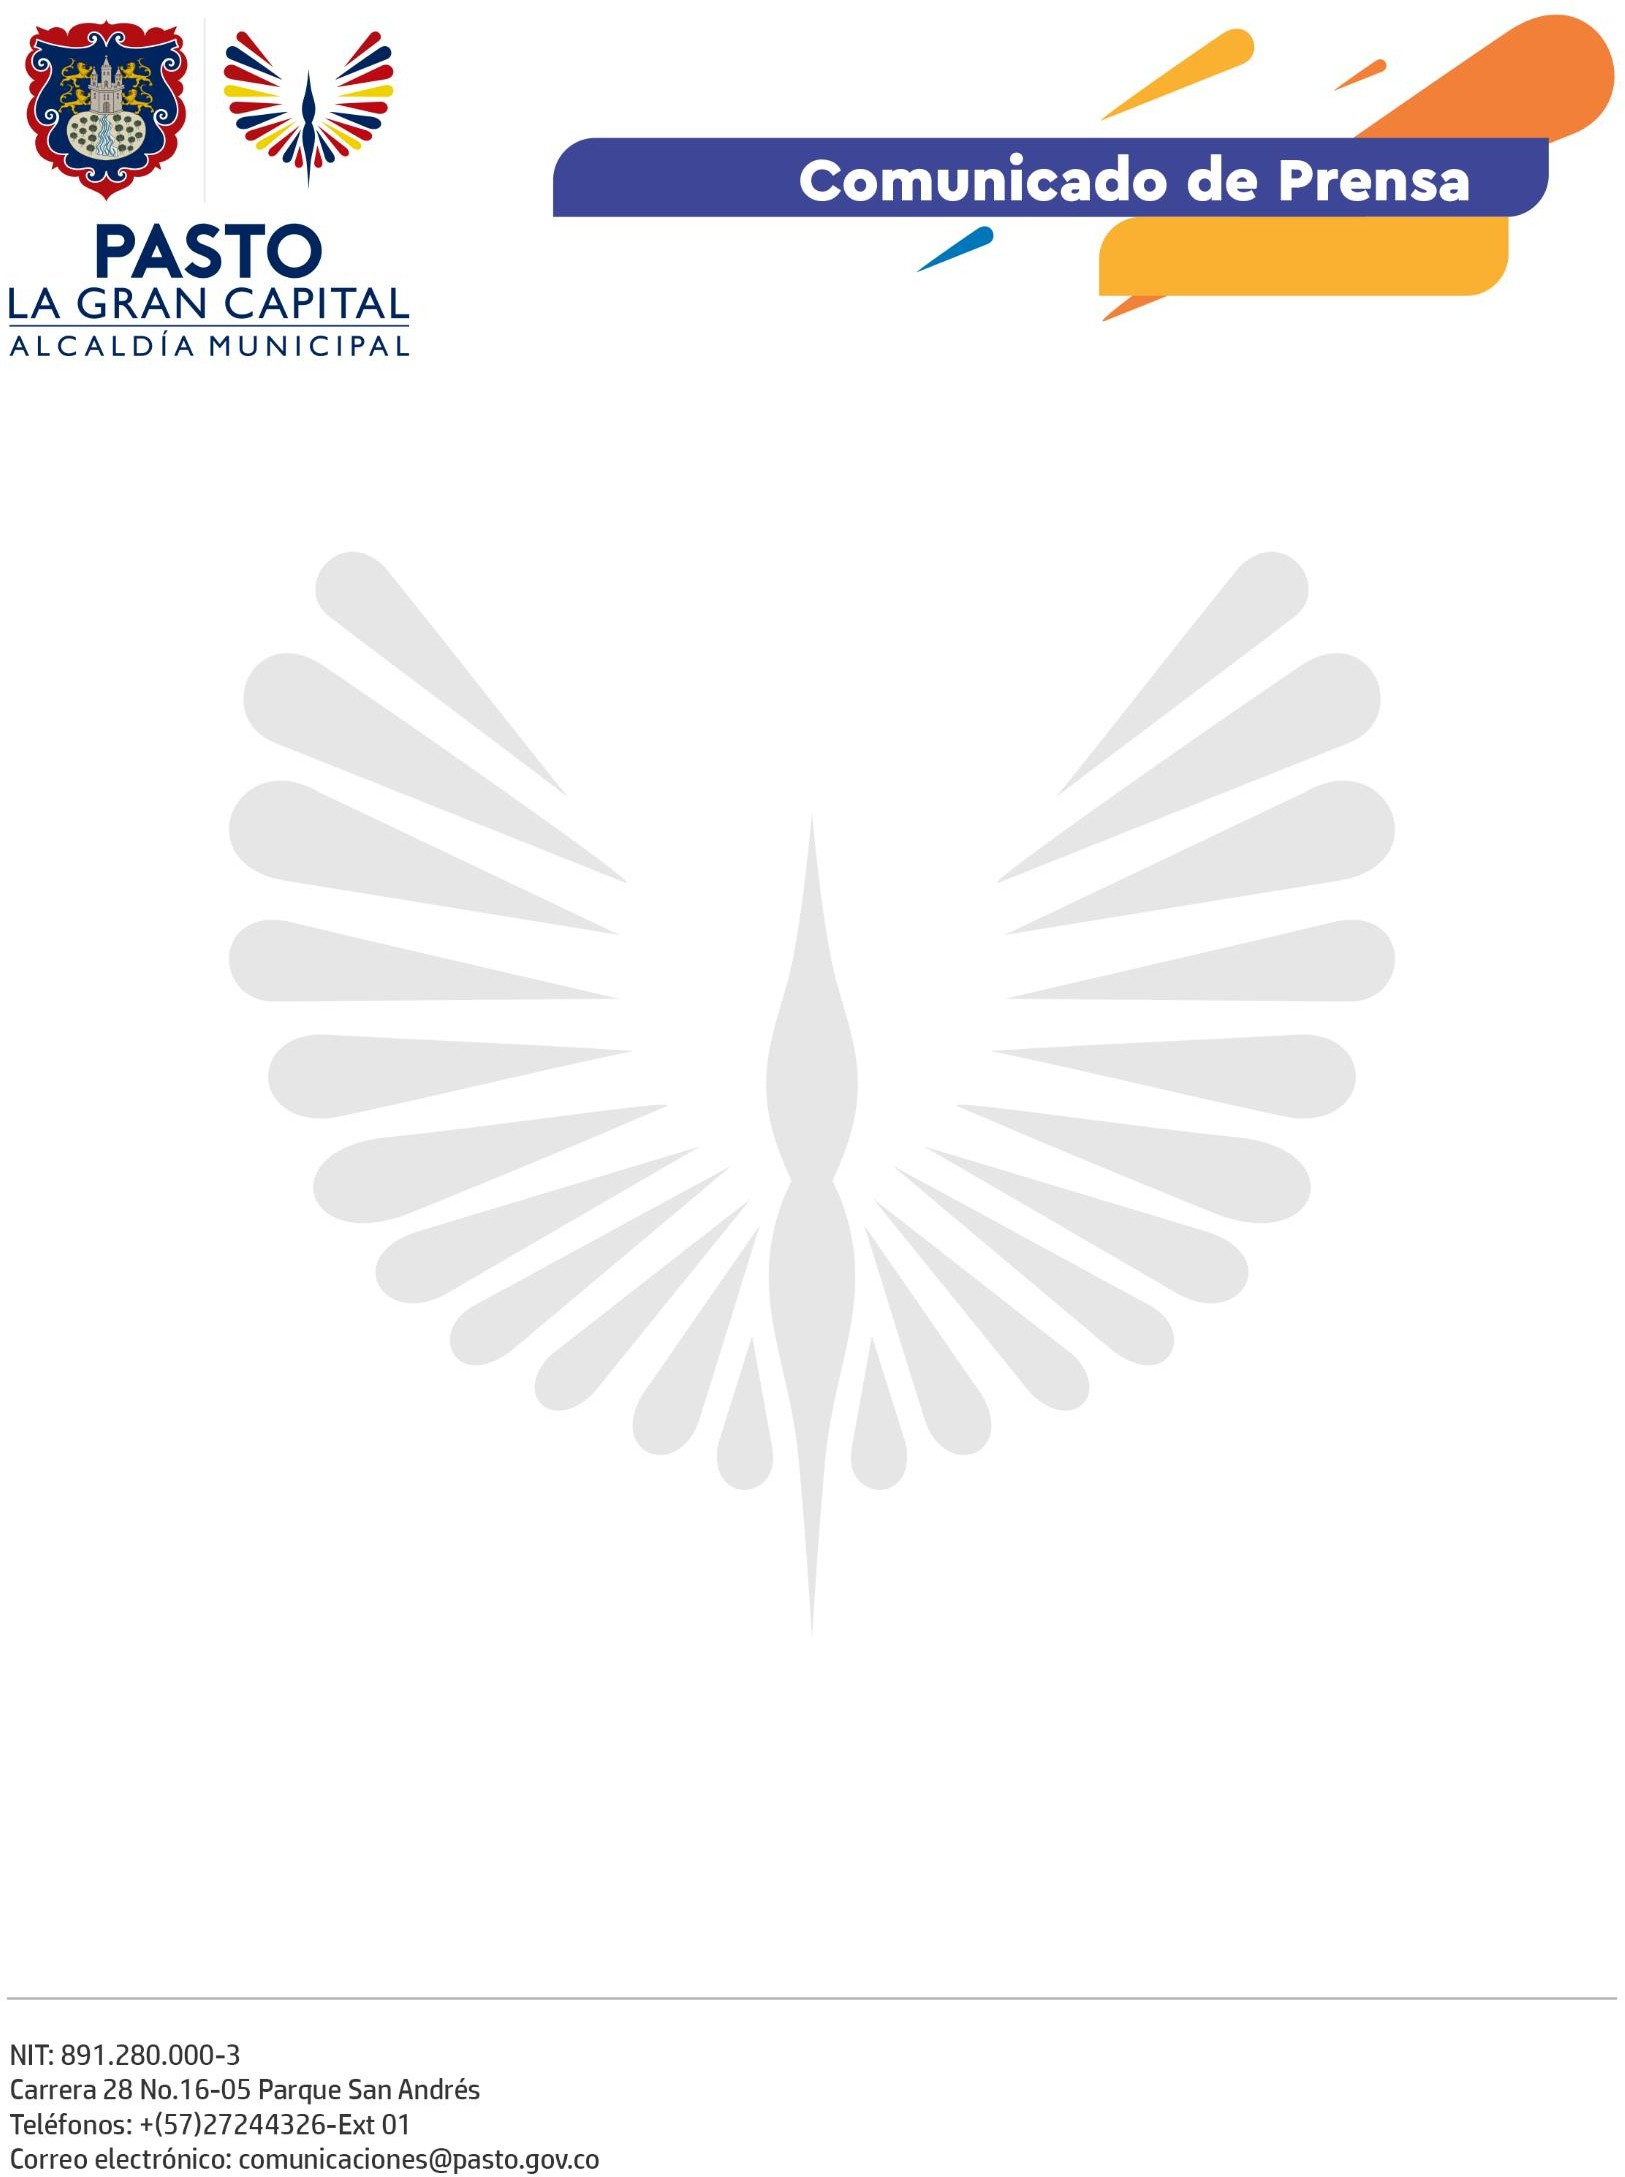 PASTO
LA GRAN CAPITAL
ALCALDÍA MUNICIPAL
Comunicado de Prensa
NIT: 891.280.000-3
Carrera 28 No.16-05 Parque San Andrés
Teléfonos: +(57)27244326-Ext 01
Correo electrónico: comunicaciones@pasto.gov.co